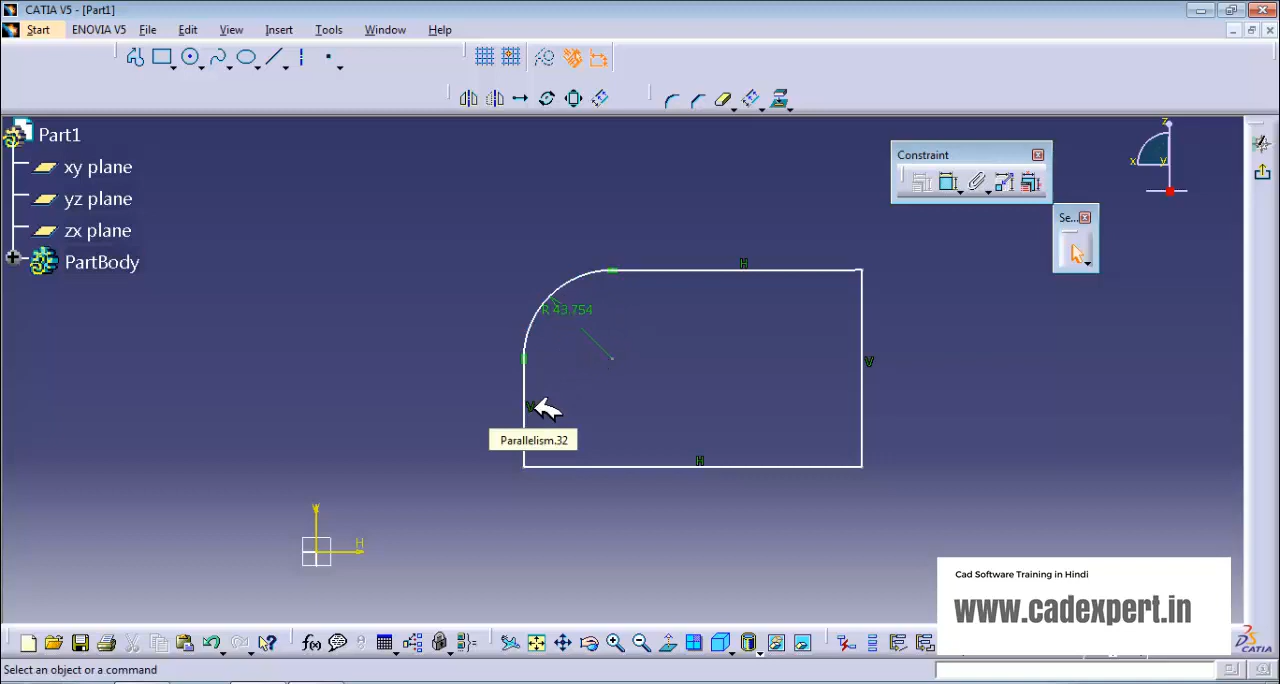 CATIA V5 - [Part1]
Start ENOVIA V5 File Edit View Insert Tools Window Help
Part1
xy plane
yz plane
zx plane
PartBody
Constraint
Se...
z
x
y
H
V
R 43.754
V
Parallelism.32
H
V
H
Cad Software Training in Hindi
www.cadexpert.in
f(x)
CATIA
Select an object or a command